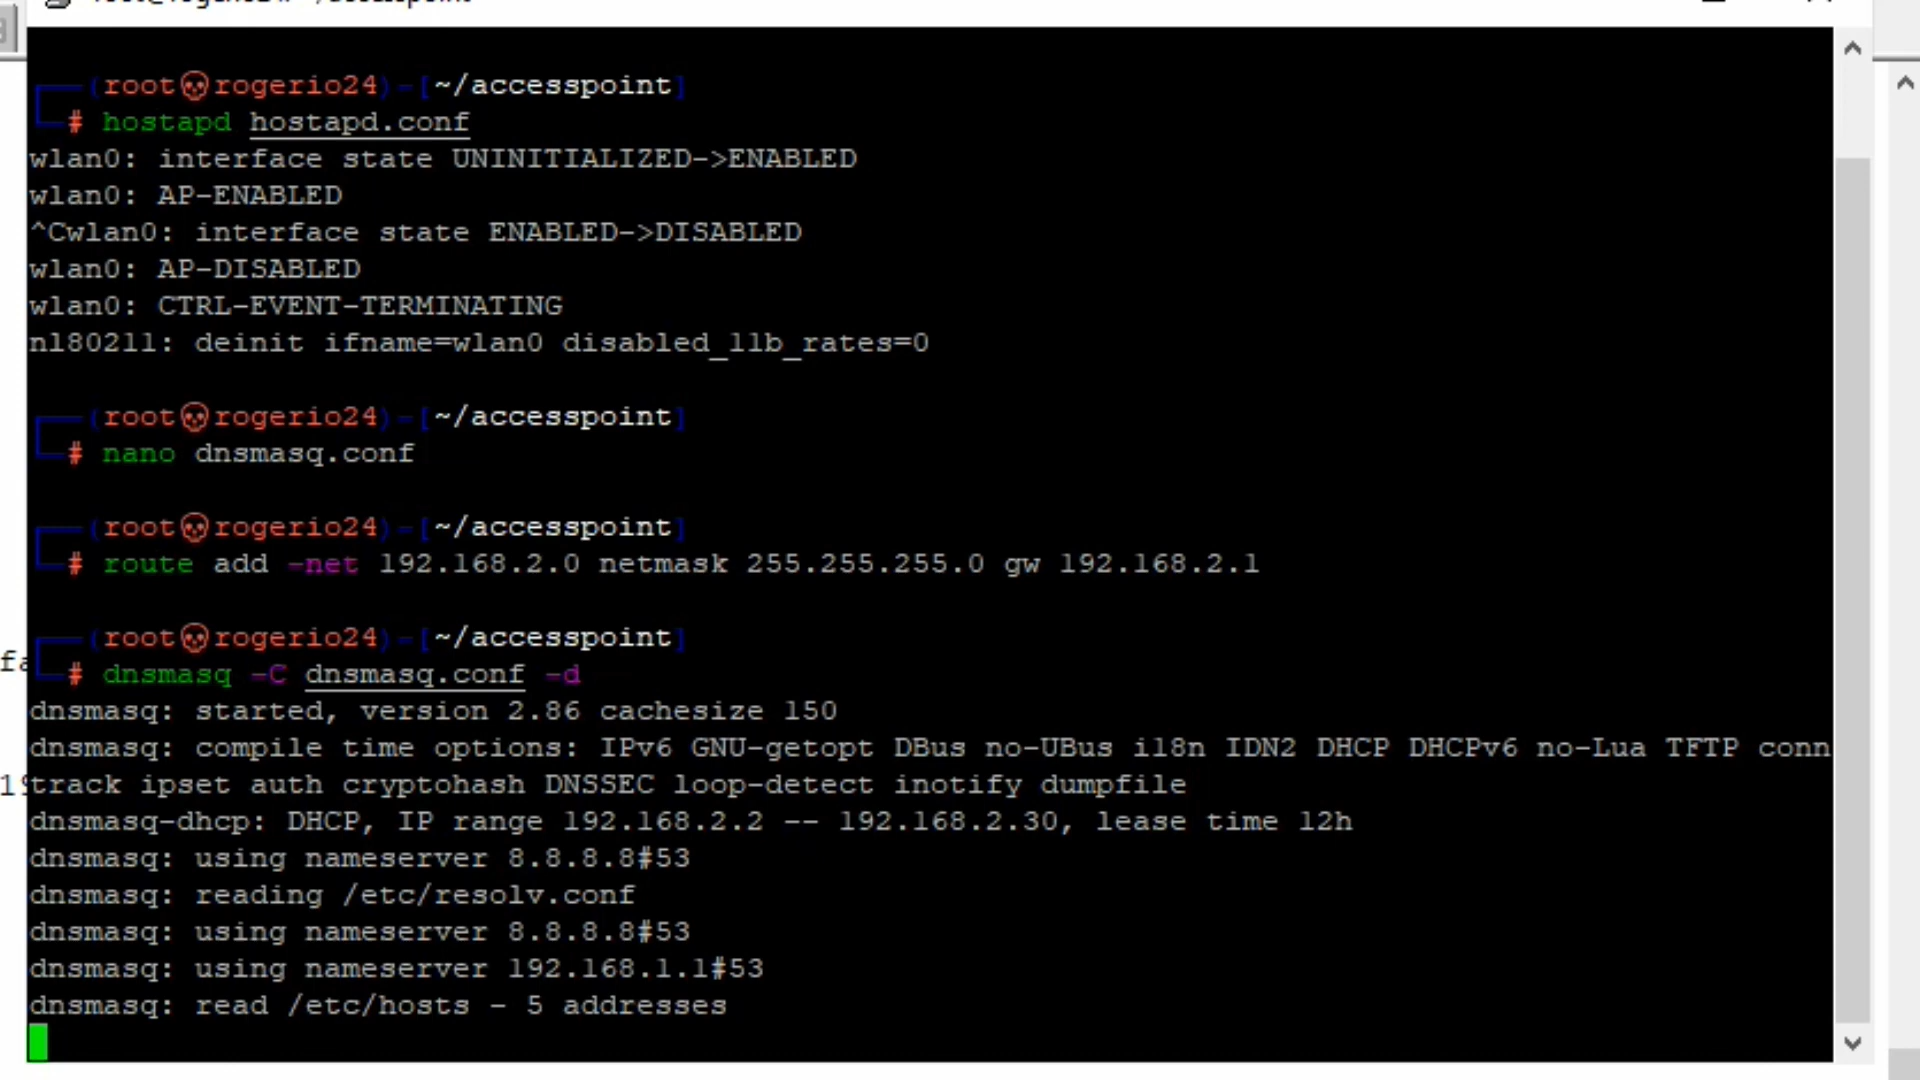 (root💀rogerio24)-[~/accesspoint]
# hostapd hostapd.conf
wlan0: interface state UNINITIALIZED->ENABLED
wlan0: AP-ENABLED
^Cwlan0: interface state ENABLED->DISABLED
wlan0: AP-DISABLED
wlan0: CTRL-EVENT-TERMINATING
nl80211: deinit ifname=wlan0 disabled_11b_rates=0
(root💀rogerio24)-[~/accesspoint]
# nano dnsmasq.conf
(root💀rogerio24)-[~/accesspoint]
# route add -net 192.168.2.0 netmask 255.255.255.0 gw 192.168.2.1
(root💀rogerio24)-[~/accesspoint]
# dnsmasq -C dnsmasq.conf -d
dnsmasq: started, version 2.86 cachesize 150
dnsmasq: compile time options: IPv6 GNU-getopt DBus no-UBus i18n IDN2 DHCP DHCPv6 no-Lua TFTP conn
track ipset auth cryptohash DNSSEC loop-detect inotify dumpfile
dnsmasq-dhcp: DHCP, IP range 192.168.2.2 -- 192.168.2.30, lease time 12h
dnsmasq: using nameserver 8.8.8.8#53
dnsmasq: reading /etc/resolv.conf
dnsmasq: using nameserver 8.8.8.8#53
dnsmasq: using nameserver 192.168.1.1#53
dnsmasq: read /etc/hosts - 5 addresses